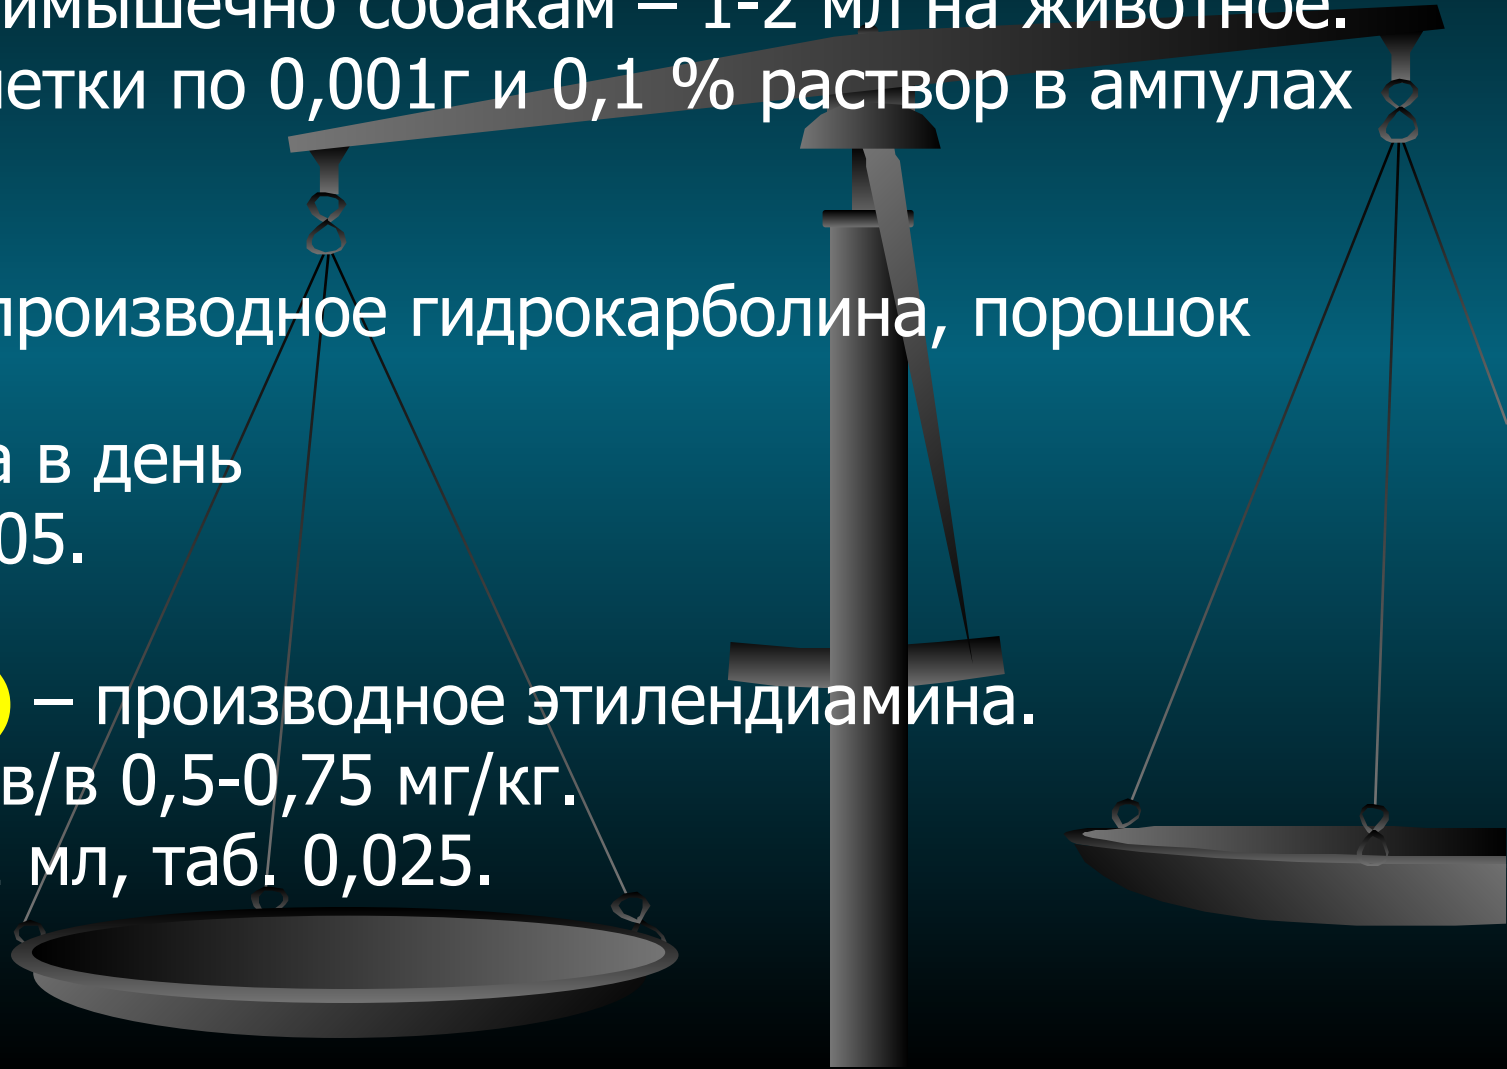 имышечно собакам – 1-2 мл на животное.
летки по 0,001г и 0,1 % раствор в ампулах
производное гидрокарболина, порошок
а в день
05.
) – производное этилендиамина.
в/в 0,5-0,75 мг/кг.
мл, таб. 0,025.